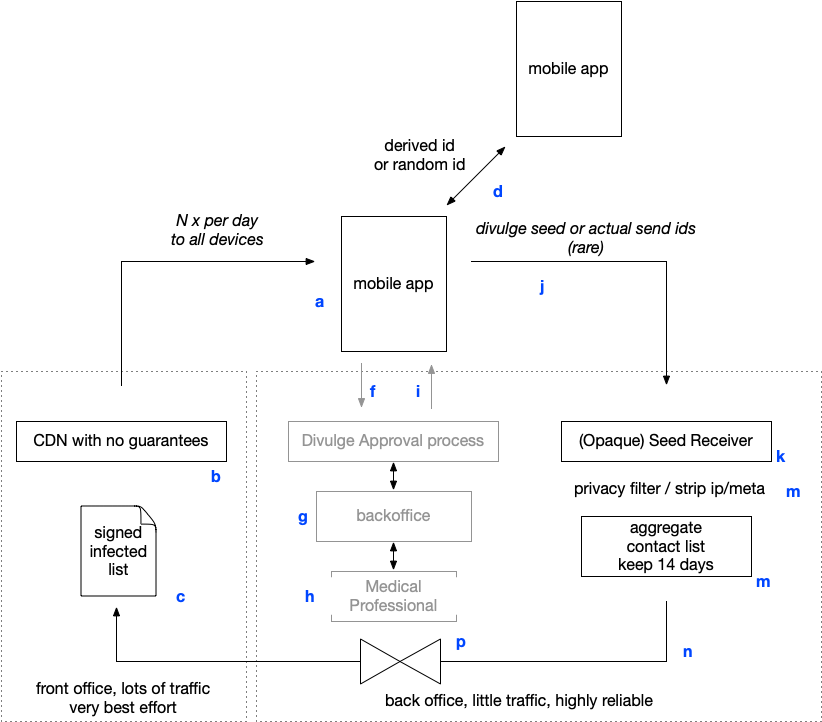 mobile app
derived id
or random id
d
N x per day
to all devices
mobile app
divulge seed or actual send ids
(rare)
a
j
f
i
CDN with no guarantees
b
Divulge Approval process
(Opaque) Seed Receiver
k
privacy filter / strip ip/meta
m
signed
infected
list
c
g
backoffice
aggregate
contact list
keep 14 days
m
h
Medical
Professional
p
n
front office, lots of traffic
very best effort
back office, little traffic, highly reliable